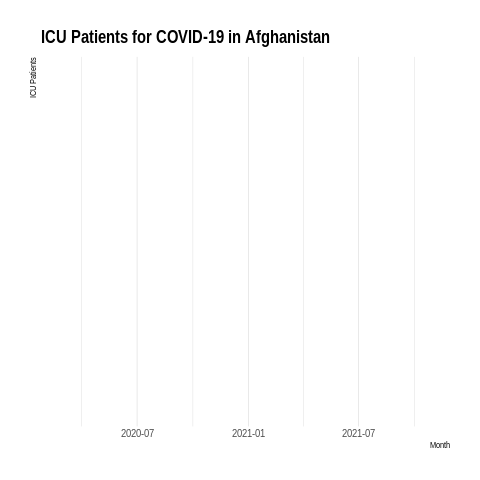 ICU Patients for COVID-19 in Afghanistan
ICU Patients
2020-07
2021-01
2021-07
Month